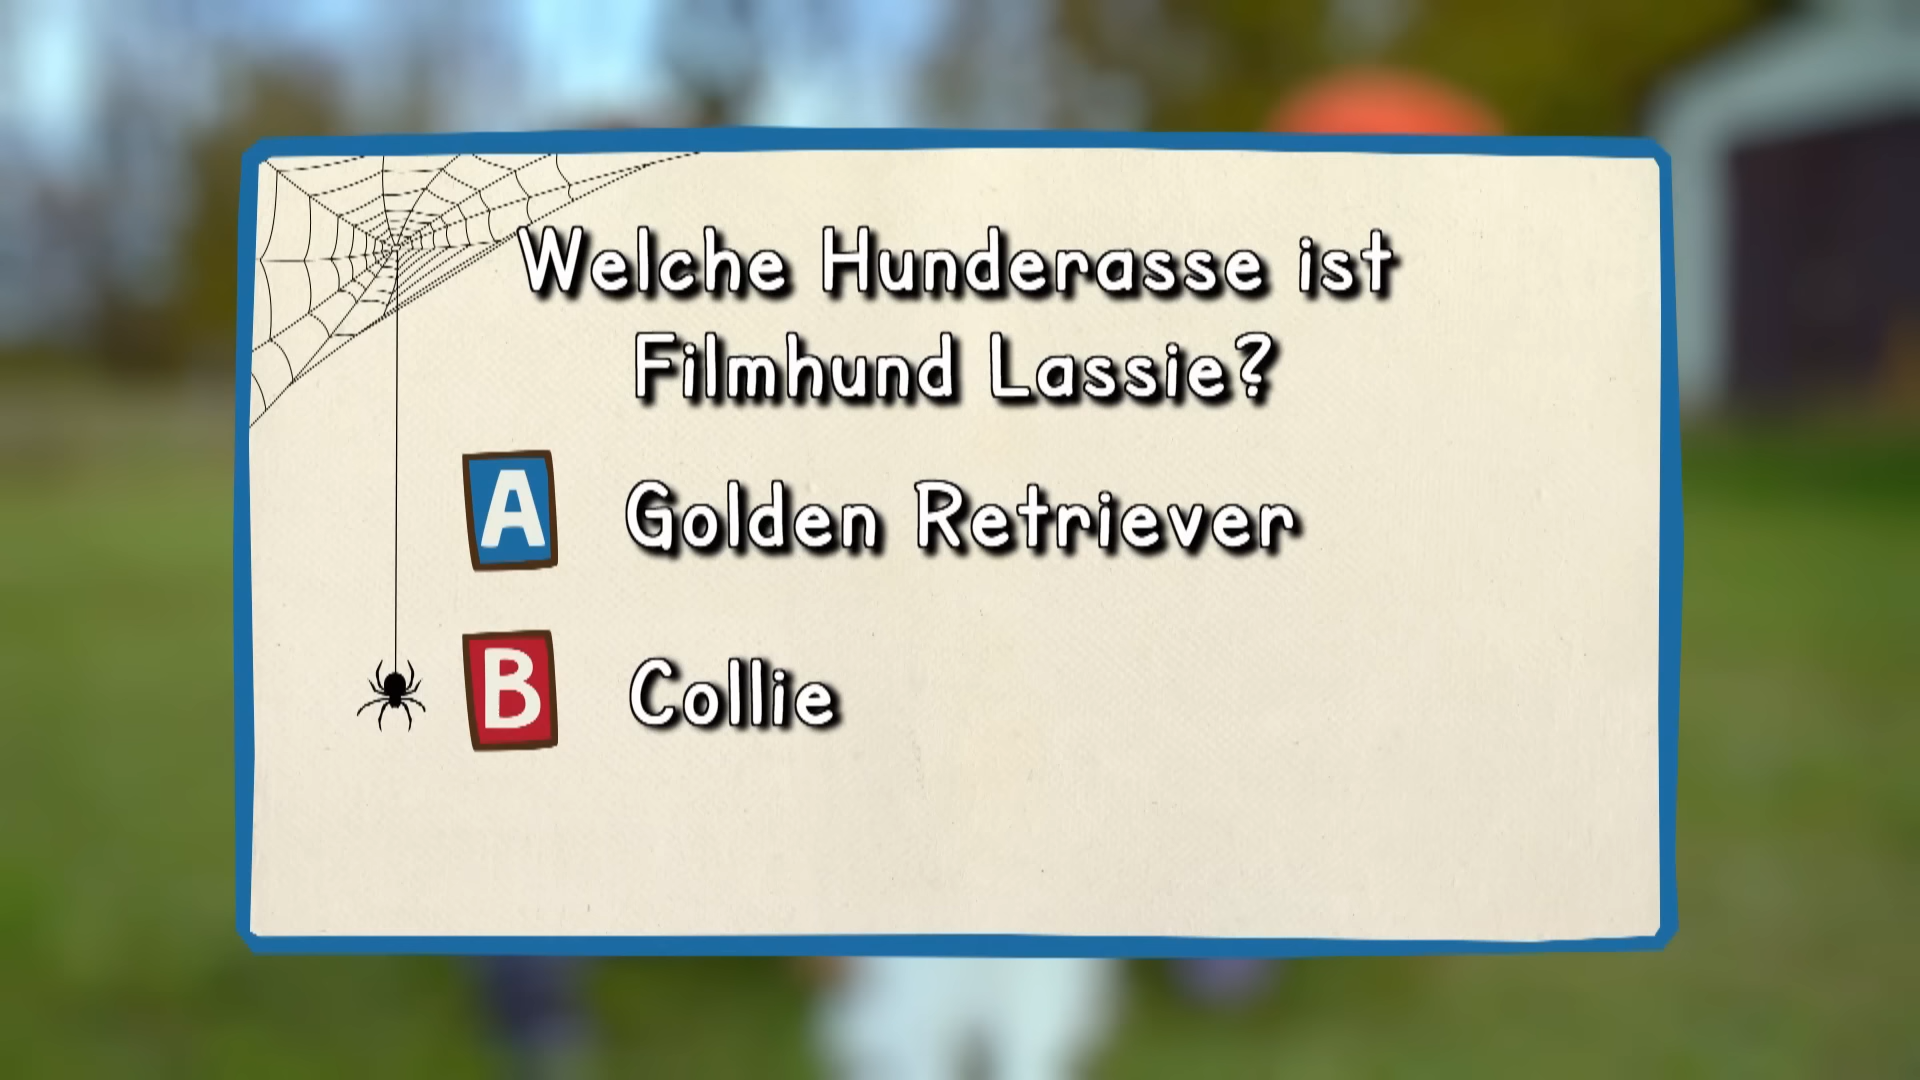 Welche Hunderasse ist
Filmhund Lassie?
A Golden Retriever
B Collie